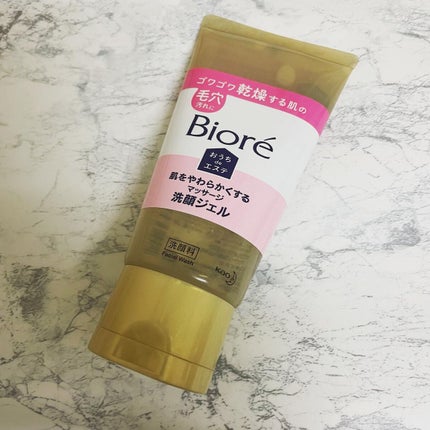 ゴワゴワ乾燥する肌の
毛穴
汚れに
Bioré
おうち
de
エステ
肌をやわらかくする
マッサージ
洗顔ジェル
洗顔料
Facial Wash
Kao